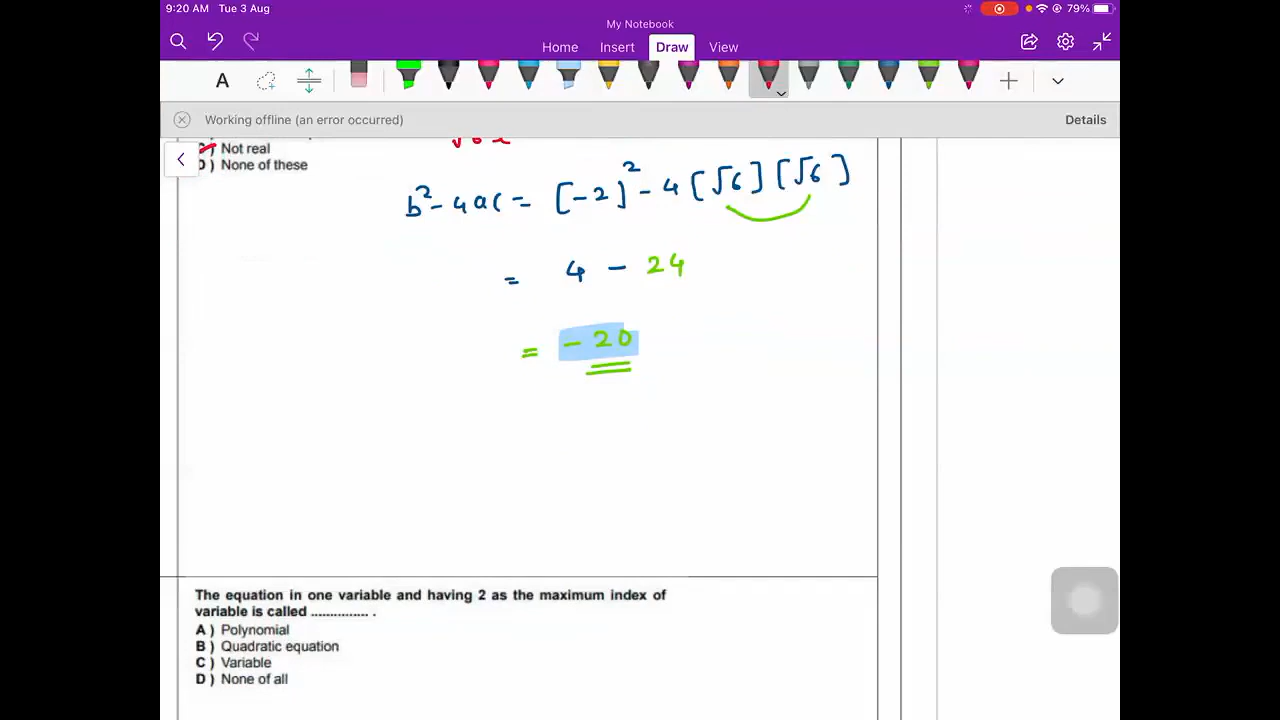 9:20 AM Tue 3 Aug
79%
My Notebook
Home Insert Draw View
A
Working offline (an error occurred) Details
C) Not real
D) None of these
b² - 4ac = [-2]² - 4[√6][√6]
= 4 - 24
= -20
The equation in one variable and having 2 as the maximum index of
variable is called ............... .
A ) Polynomial
B ) Quadratic equation
C ) Variable
D ) None of all